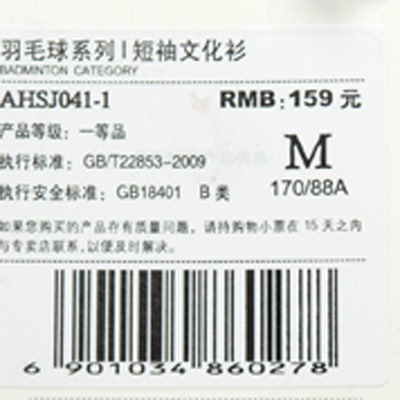 羽毛球系列 | 短袖文化衫
BADMINTON CATEGORY
AHSJ041-1 RMB:159 元
产品等级: 一等品
执行标准: GB/T22853-2009
M
执行安全标准: GB18401 B 类
170/88A
如果您购买的产品存有质量问题, 请持购物小票在 15 天之内
与专卖店联系, 以便及时解决。
6 901034 860278